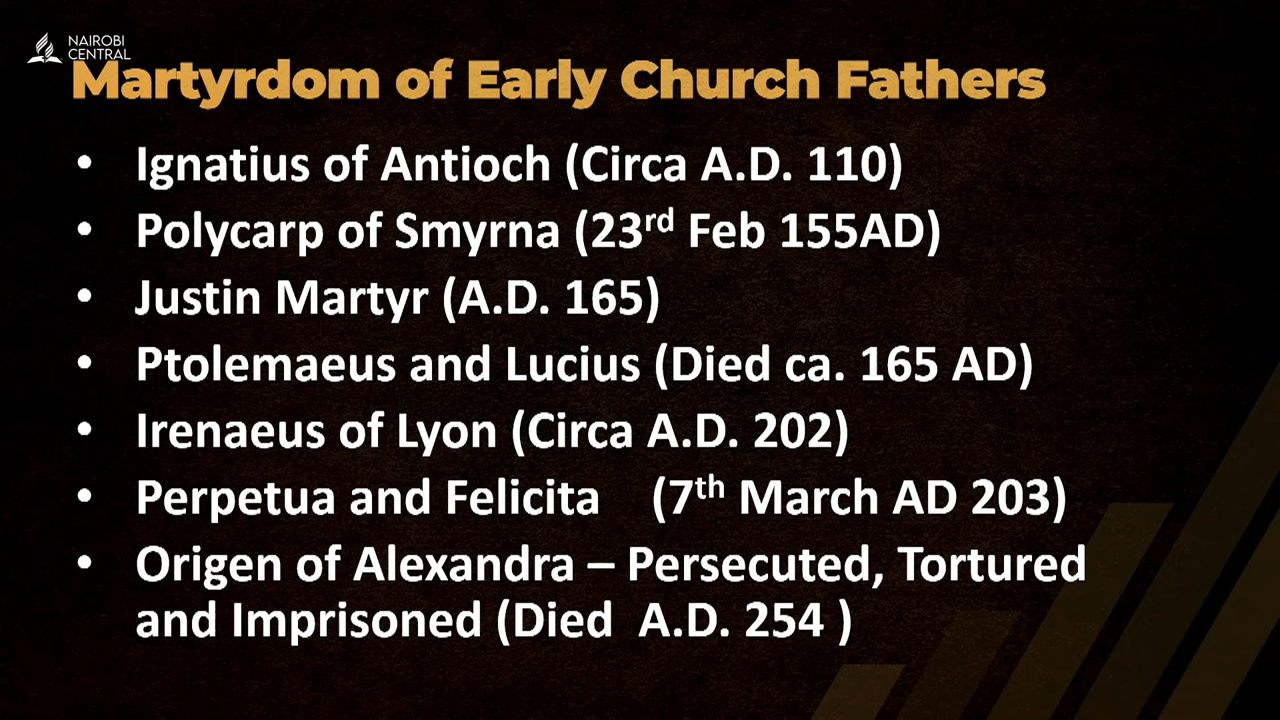 NAIROBI
CENTRAL
Martyrdom of Early Church Fathers
• Ignatius of Antioch (Circa A.D. 110)
• Polycarp of Smyrna (23rd Feb 155AD)
• Justin Martyr (A.D. 165)
• Ptolemaeus and Lucius (Died ca. 165 AD)
• Irenaeus of Lyon (Circa A.D. 202)
• Perpetua and Felicita (7th March AD 203)
• Origen of Alexandra – Persecuted, Tortured
and Imprisoned (Died A.D. 254 )